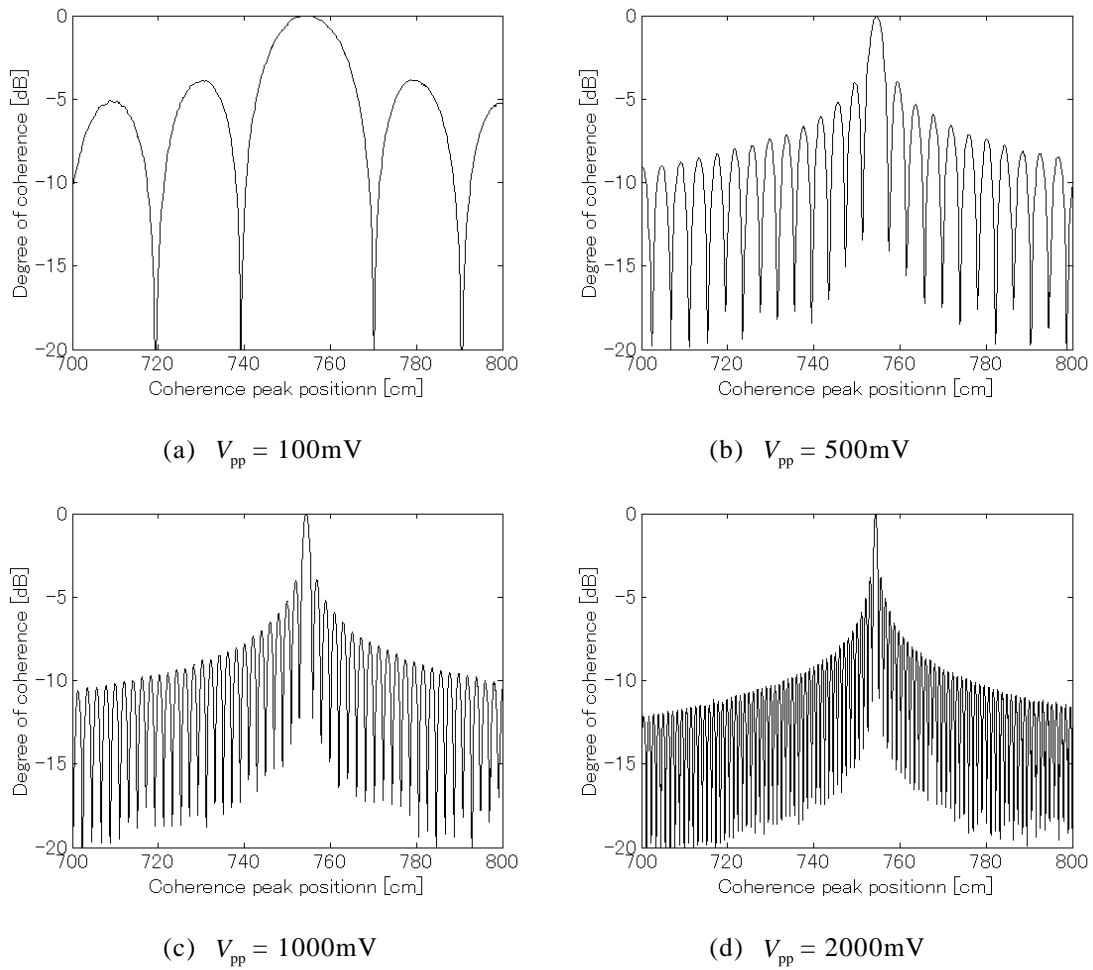 0
-5
-10
-15
-20
700 720 740 760 780 800
Degree of coherence [dB]
Coherence peak positionn [cm]
(a) Vpp = 100mV
0
-5
-10
-15
-20
700 720 740 760 780 800
Degree of coherence [dB]
Coherence peak positionn [cm]
(b) Vpp = 500mV
0
-5
-10
-15
-20
700 720 740 760 780 800
Degree of coherence [dB]
Coherence peak positionn [cm]
(c) Vpp = 1000mV
0
-5
-10
-15
-20
700 720 740 760 780 800
Degree of coherence [dB]
Coherence peak positionn [cm]
(d) Vpp = 2000mV